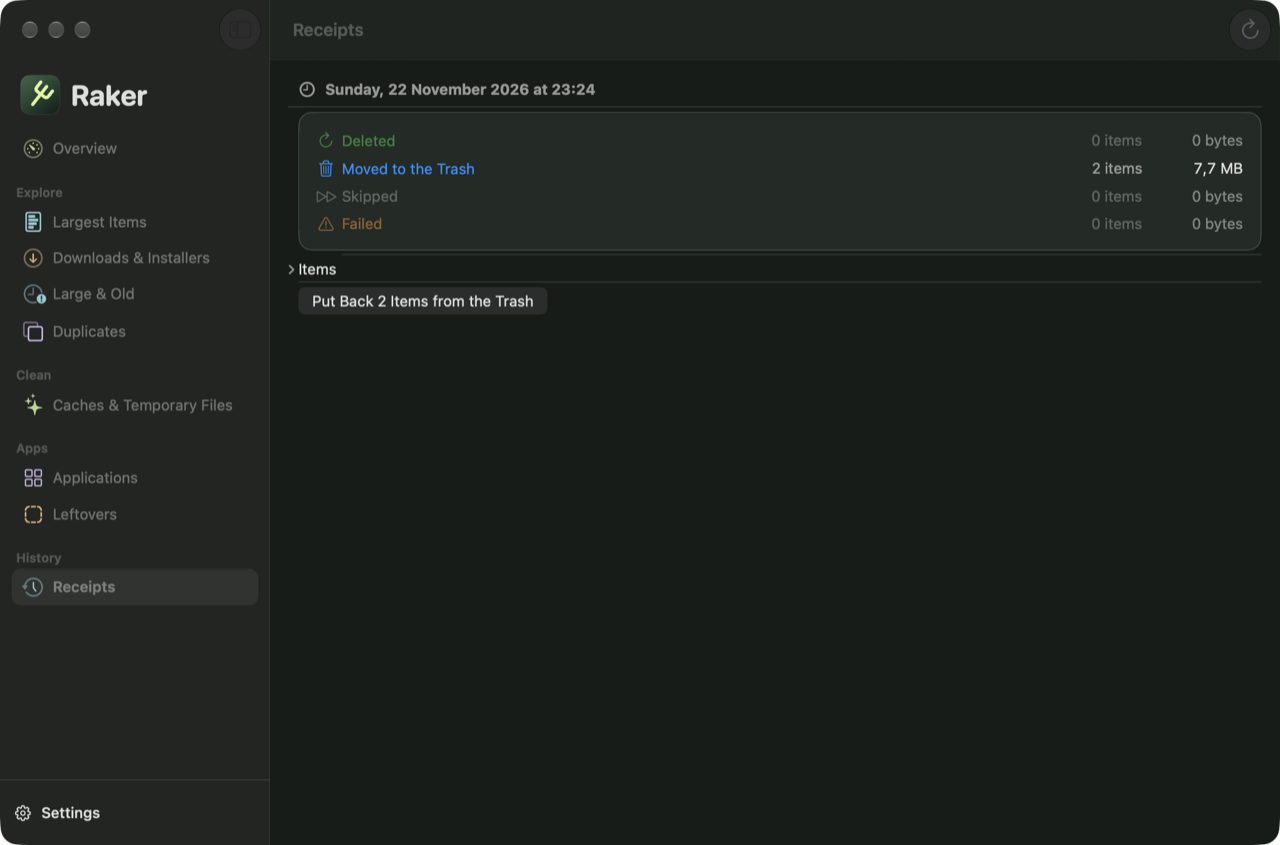 Receipts
Raker
Overview
Explore
Largest Items
Downloads & Installers
Large & Old
Duplicates
Clean
Caches & Temporary Files
Apps
Applications
Leftovers
History
Receipts
Settings
Sunday, 22 November 2026 at 23:24
Deleted 0 items 0 bytes
Moved to the Trash 2 items 7,7 MB
Skipped 0 items 0 bytes
Failed 0 items 0 bytes
Items
Put Back 2 Items from the Trash